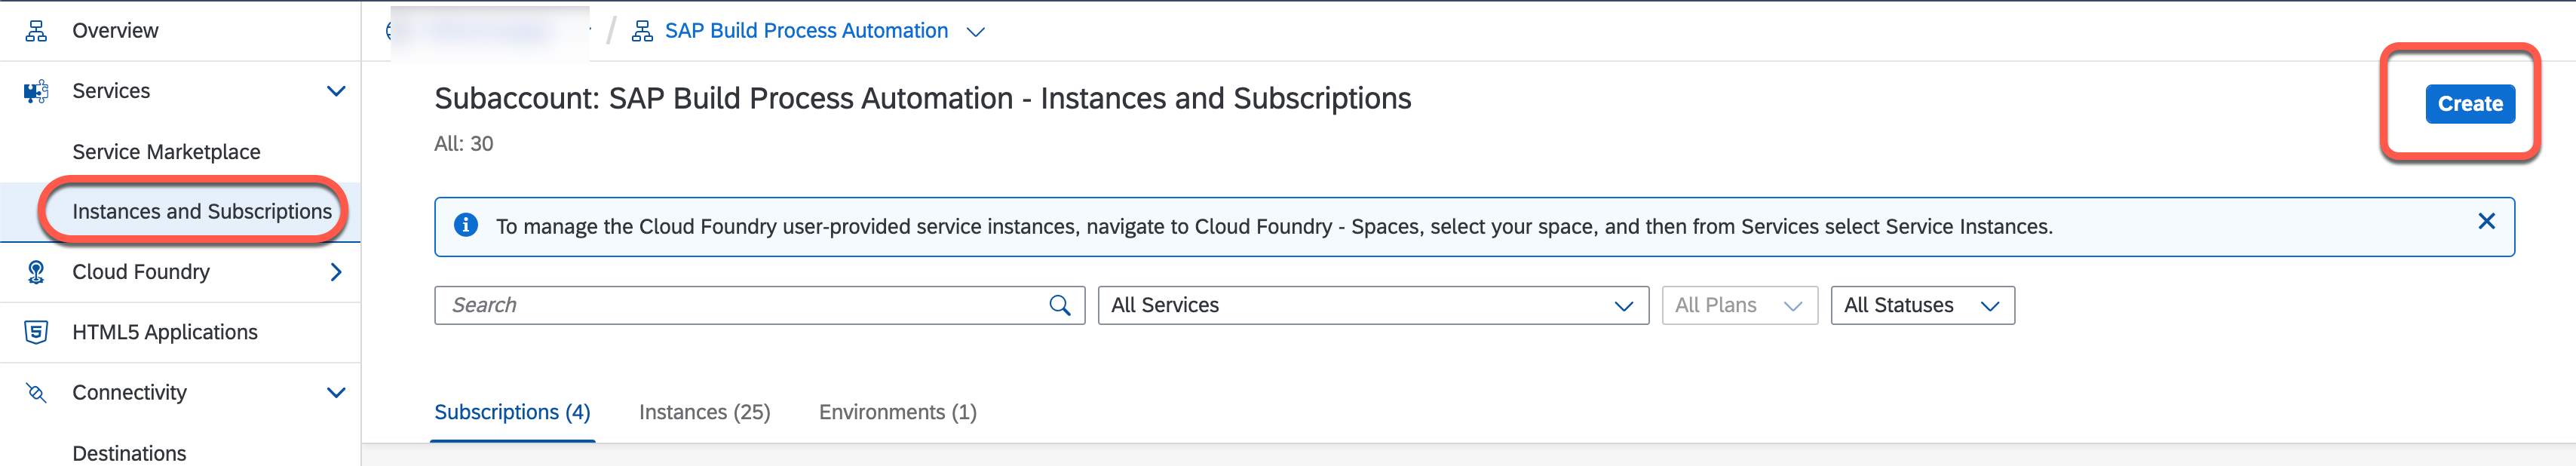 Overview
Services
Service Marketplace
Instances and Subscriptions
Cloud Foundry
HTML5 Applications
Connectivity
Destinations
/ SAP Build Process Automation
Subaccount: SAP Build Process Automation - Instances and Subscriptions
All: 30
Create
To manage the Cloud Foundry user-provided service instances, navigate to Cloud Foundry - Spaces, select your space, and then from Services select Service Instances.
Search All Services All Plans All Statuses
Subscriptions (4) Instances (25) Environments (1)